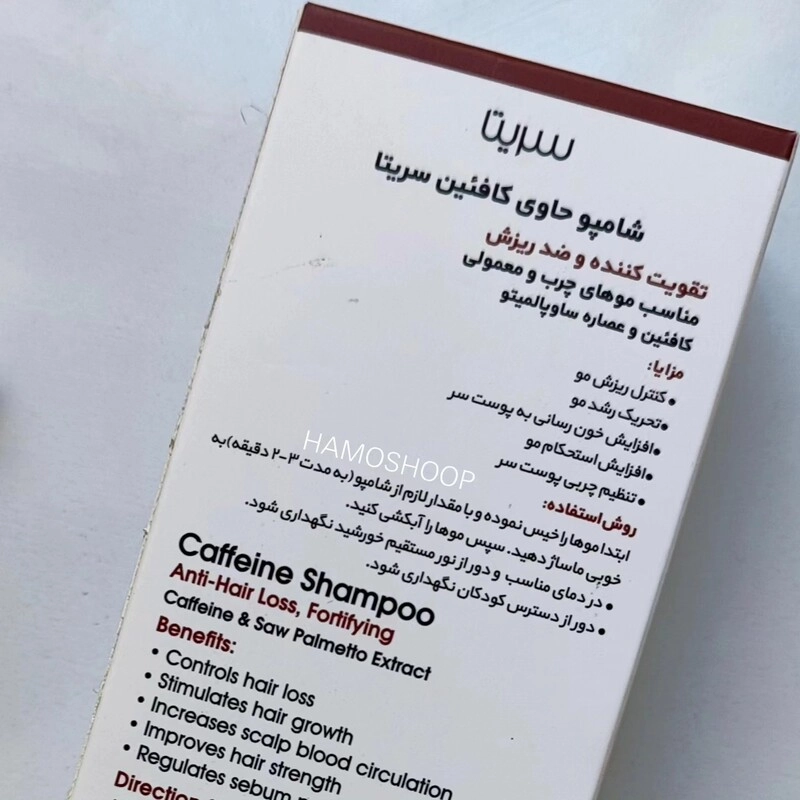 سریتا
شامپو حاوی کافئین سریتا
تقویت کننده و ضد ریزش
مناسب موهای چرب و معمولی
کافئین و عصاره ساوپالمیتو
مزایا:
• کنترل ریزش مو
• تحریک رشد مو
• افزایش خون رسانی به پوست سر
• افزایش استحکام مو
• تنظیم چربی پوست سر
روش استفاده:
ابتدا موها را خیس نموده و با مقدار لازم از شامپو (به مدت ۳-۲ دقیقه) به
خوبی ماساژ دهید. سپس موها را آبکشی کنید.
• در دمای مناسب و دور از نور مستقیم خورشید نگهداری شود.
• دور از دسترس کودکان نگهداری شود.
HAMOSHOOP
Caffeine Shampoo
Anti-Hair Loss, Fortifying
Caffeine & Saw Palmetto Extract
Benefits:
• Controls hair loss
• Stimulates hair growth
• Increases scalp blood circulation
• Improves hair strength
• Regulates sebum